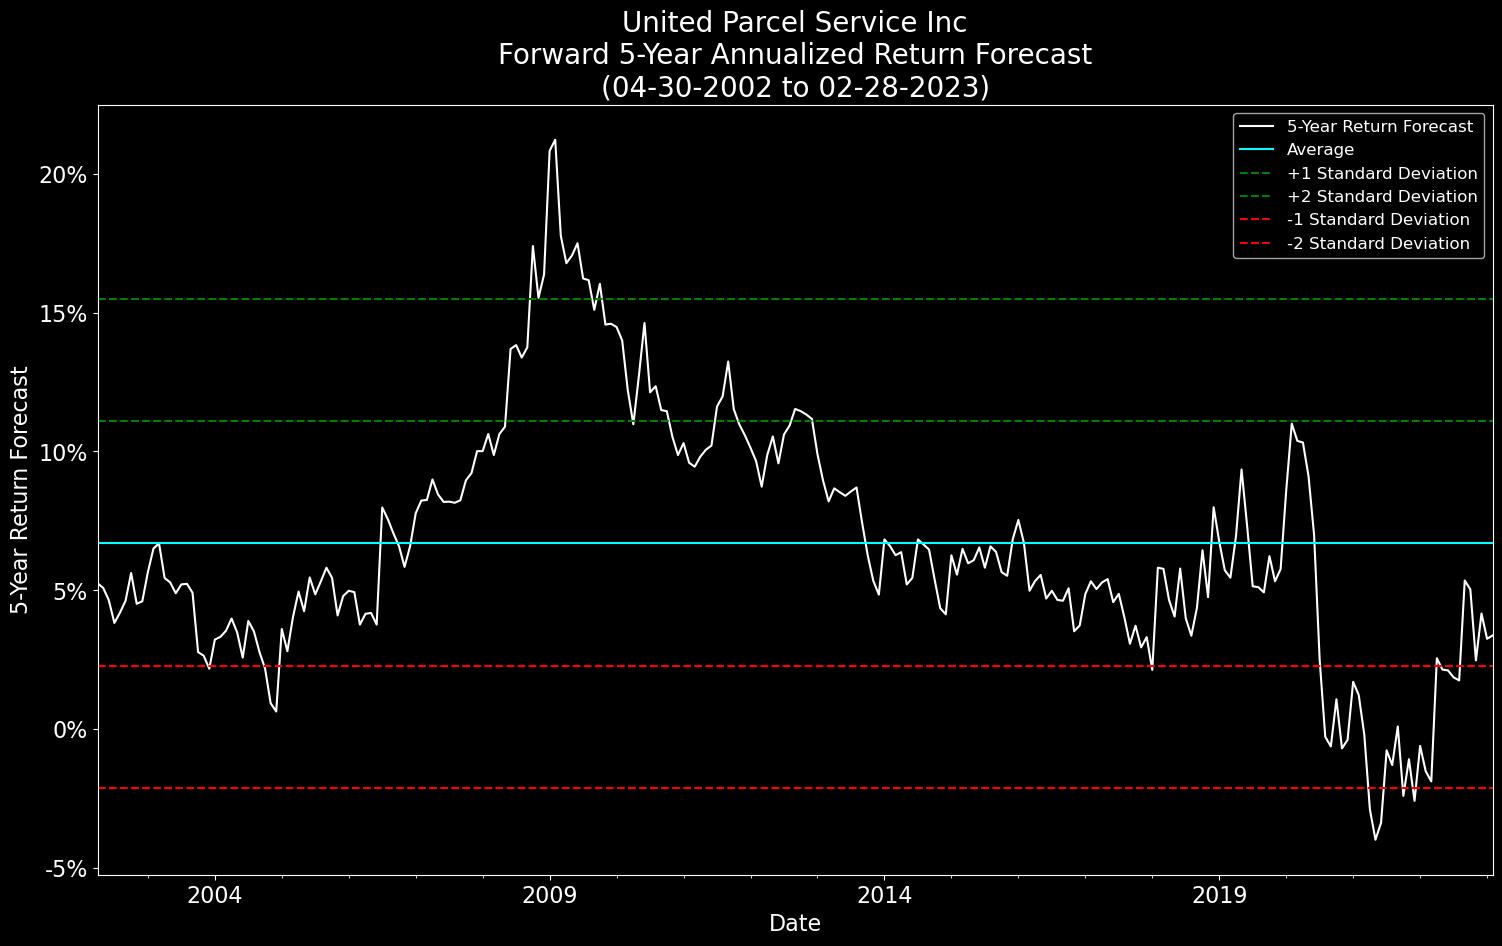 United Parcel Service Inc
Forward 5-Year Annualized Return Forecast
(04-30-2002 to 02-28-2023)
5-Year Return Forecast
Average
+1 Standard Deviation
+2 Standard Deviation
-1 Standard Deviation
-2 Standard Deviation
5-Year Return Forecast
20%
15%
10%
5%
0%
-5%
2004
2009
2014
2019
Date